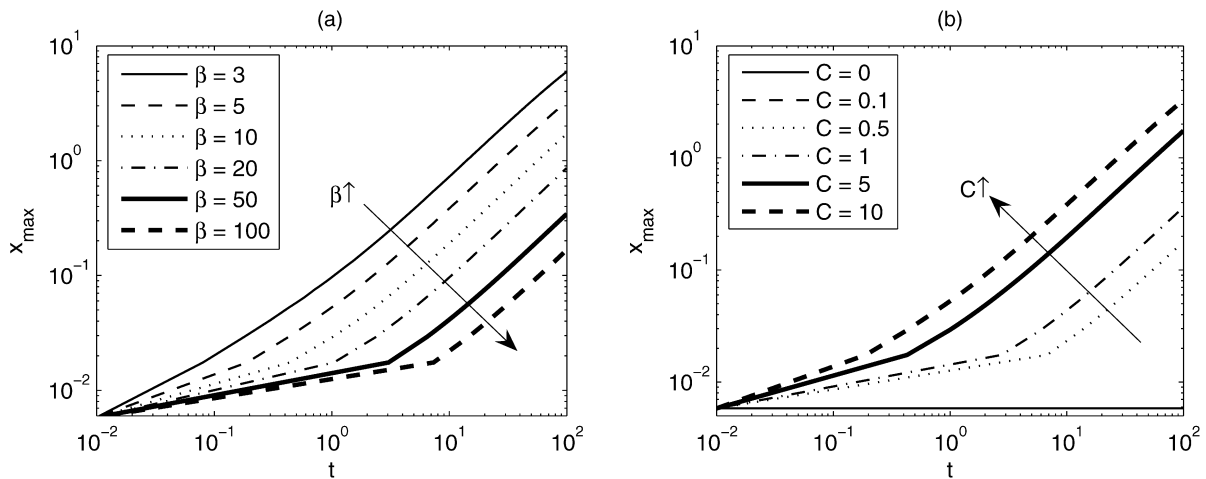 (a)
10^1
10^0
10^-1
10^-2
x_max
β = 3
β = 5
β = 10
β = 20
β = 50
β = 100
β↑
10^-2 10^-1 10^0 10^1 10^2
t
(b)
10^1
10^0
10^-1
10^-2
x_max
C = 0
C = 0.1
C = 0.5
C = 1
C = 5
C = 10
C↑
10^-2 10^-1 10^0 10^1 10^2
t